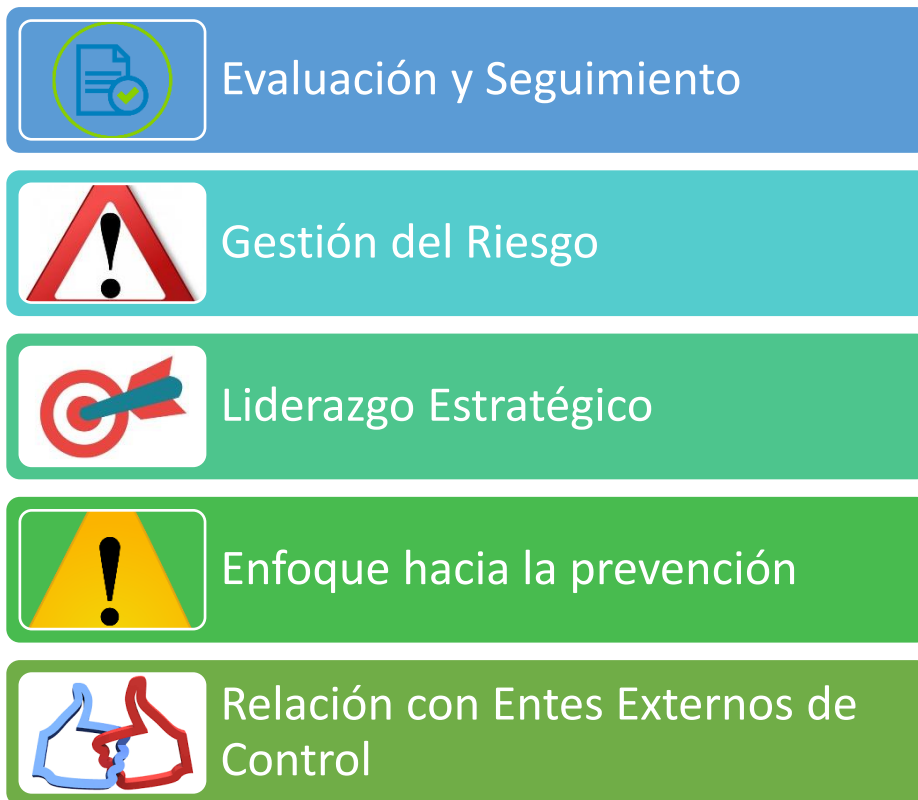 Evaluación y Seguimiento
Gestión del Riesgo
Liderazgo Estratégico
Enfoque hacia la prevención
Relación con Entes Externos de
Control